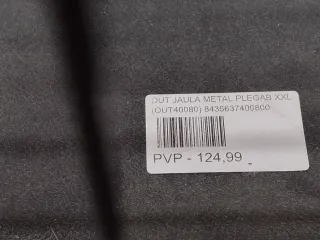 OUT JAULA METAL PLEGAB XXL
(OUT40080) 8435637400800
PVP - 124,99 -